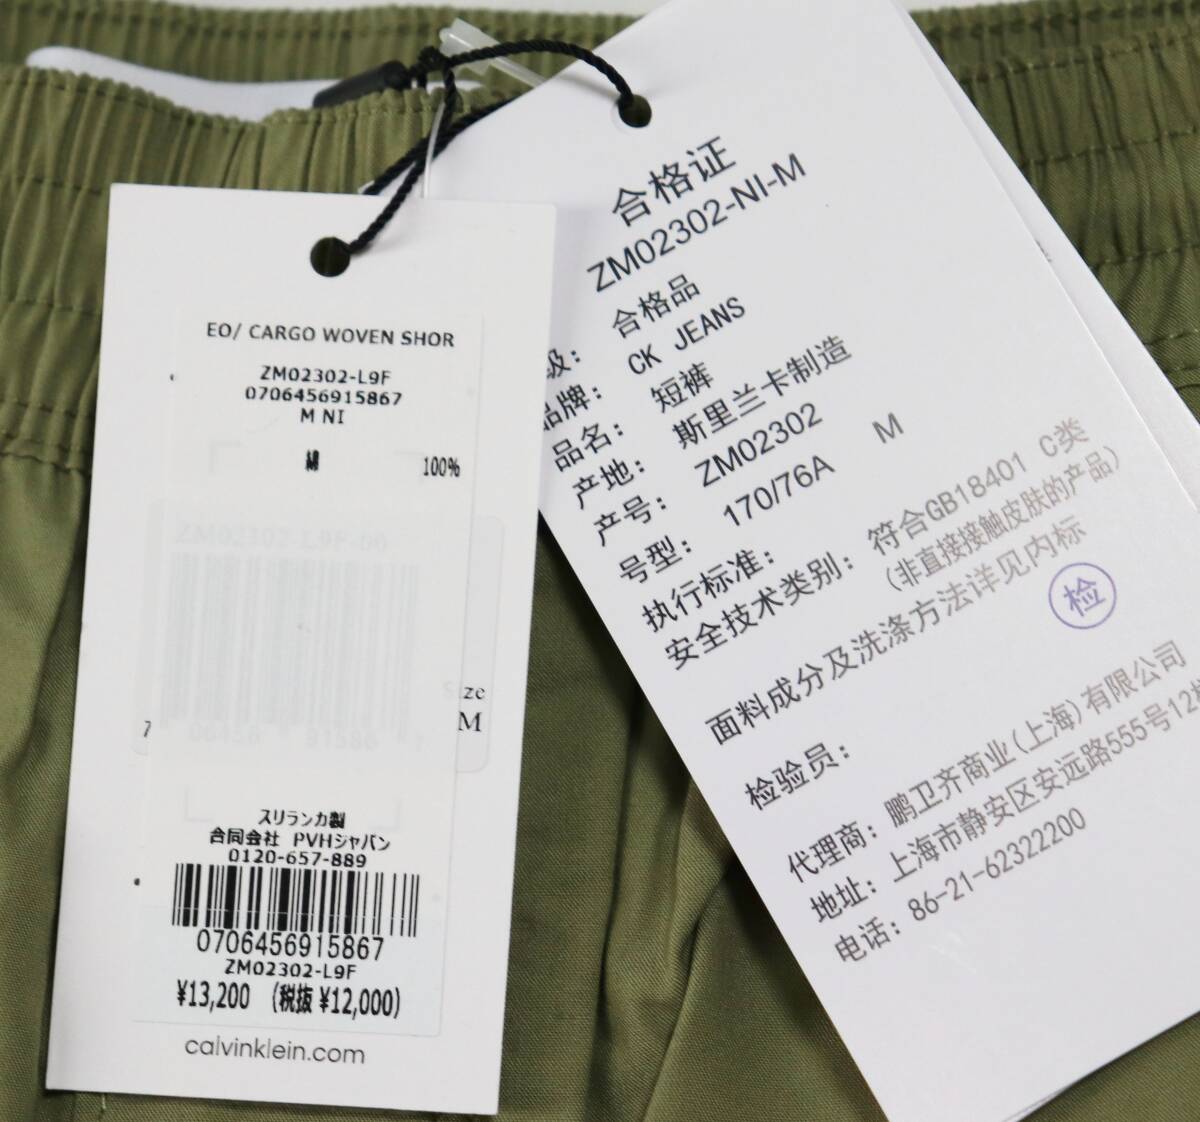 EO/ CARGO WOVEN SHOR
ZM02302-L9F
0706456915867
M NI
綿 100%
ZM02302-L9F-00
Size
M
7 06456 91586 7
スリランカ製
合同会社 PVHジャパン
0120-657-889
0706456915867
ZM02302-L9F
¥13,200 (税抜 ¥12,000)
calvinklein.com
合格证
ZM02302-NI-M
级: 合格品
品牌: CK JEANS
品名: 短裤
产地: 斯里兰卡制造
产号: ZM02302
号型: 170/76A M
执行标准:
安全技术类别: 符合GB18401 C类
(非直接接触皮肤的产品)
面料成分及洗涤方法详见内标
检验员: 检
代理商: 鹏卫齐商业(上海)有限公司
地址: 上海市静安区安远路555号12
电话: 86-21-62322200